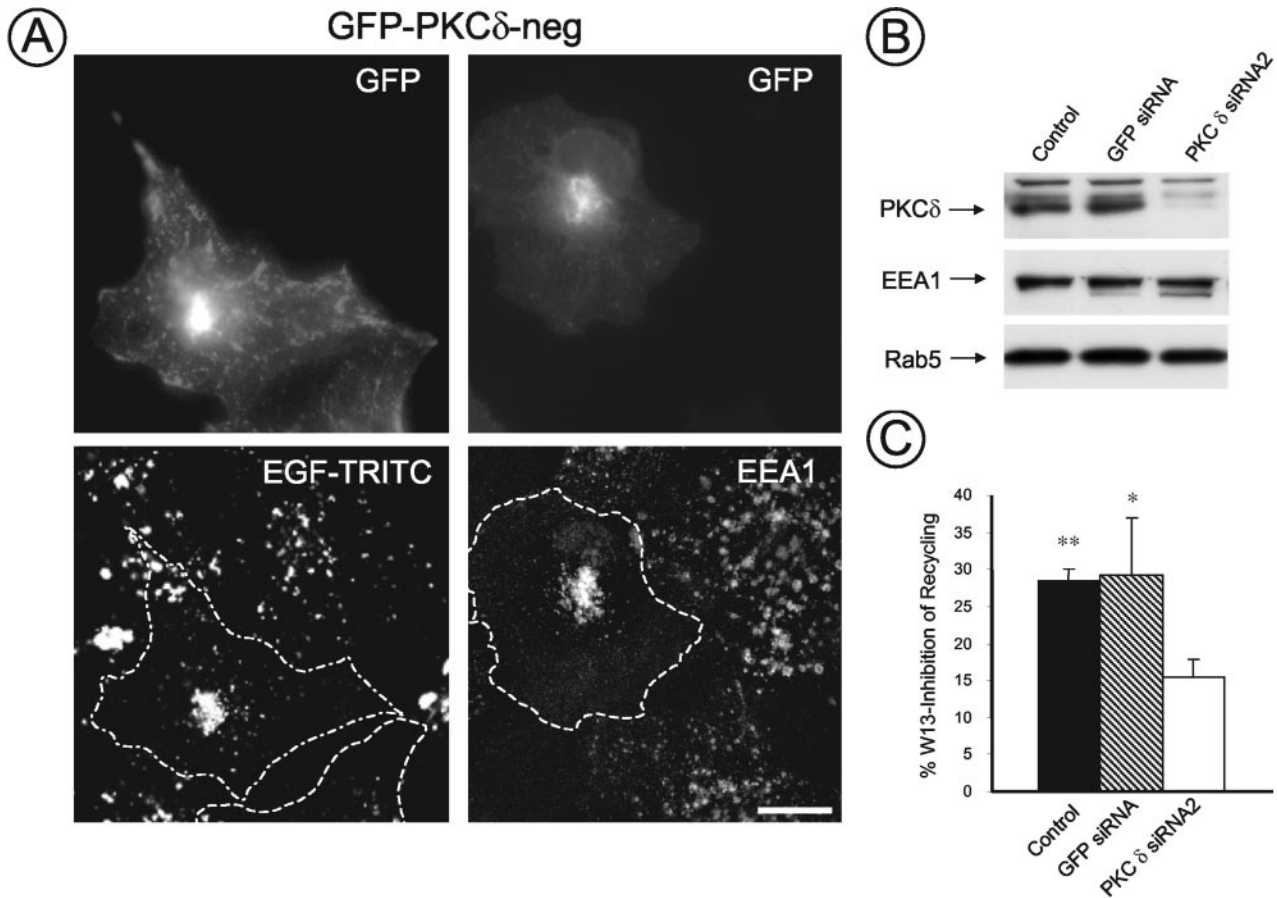 A
GFP-PKCδ-neg
GFP
GFP
EGF-TRITC
EEA1
B
Control
GFP siRNA
PKC δ siRNA2
PKCδ
EEA1
Rab5
C
% W13-Inhibition of Recycling
40
35
30
25
20
15
10
5
0
**
*
Control
GFP siRNA
PKC δ siRNA2